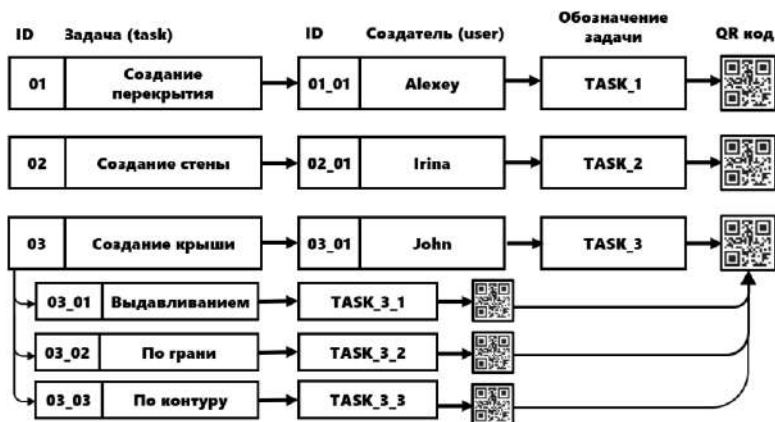 ID Задача (task) ID Создатель (user) Обозначение задачи QR код
01 Создание перекрытия 01_01 Alexey TASK_1
02 Создание стены 02_01 Irina TASK_2
03 Создание крыши 03_01 John TASK_3
03_01 Выдавливанием TASK_3_1
03_02 По грани TASK_3_2
03_03 По контуру TASK_3_3